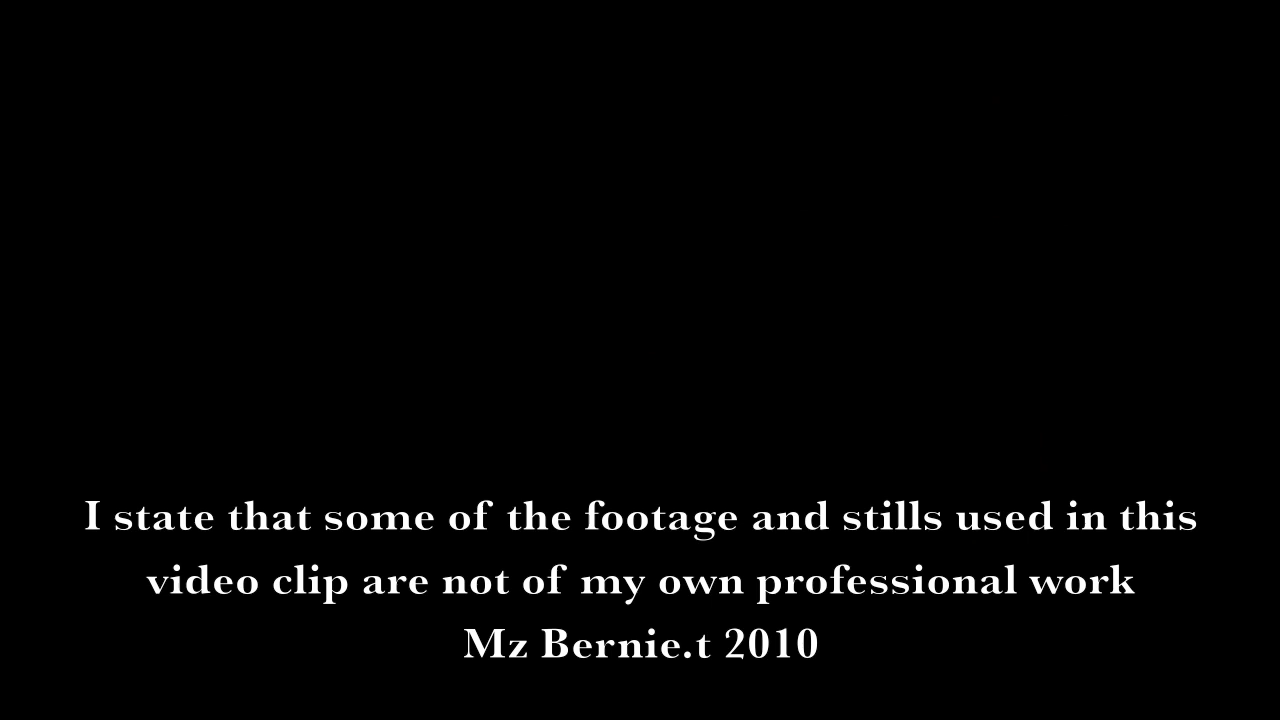 I state that some of the footage and stills used in this
video clip are not of my own professional work
Mz Bernie.t 2010